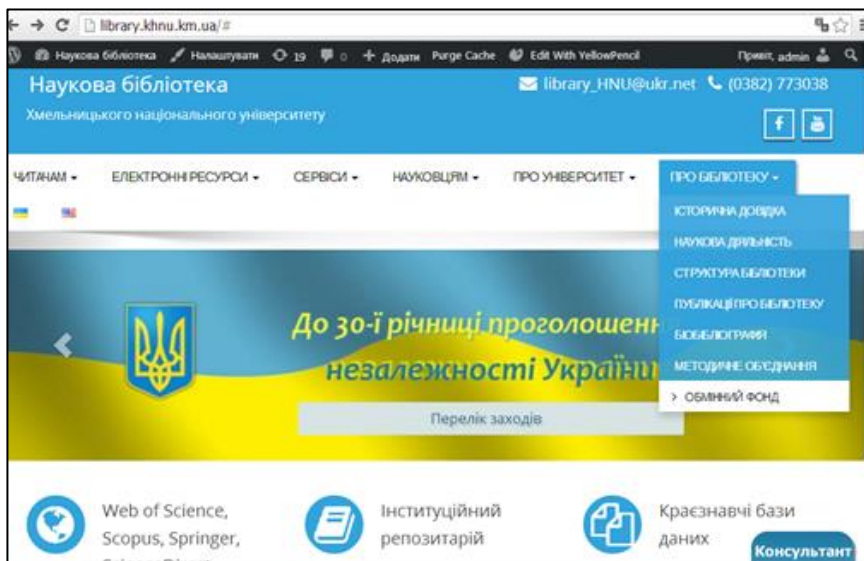 library.khnu.km.ua/#
Наукова бібліотека Налаштувати 19 0 + Додати Purge Cache Edit With YellowPencil Привіт, admin
Наукова бібліотека
library_HNU@ukr.net (0382) 773038
Хмельницького національного університету
ЧИТАЧАМ ЕЛЕКТРОННІ РЕСУРСИ СЕРВІСИ НАУКОВЦЯМ ПРО УНІВЕРСИТЕТ ПРО БІБЛІОТЕКУ
ІСТОРИЧНА ДОВІДКА
НАУКОВА ДІЯЛЬНІСТЬ
СТРУКТУРА БІБЛІОТЕКИ
ПУБЛІКАЦІЇ ПРО БІБЛІОТЕКУ
БІОБІБЛІОГРАФІЯ
МЕТОДИЧНЕ ОБ'ЄДНАННЯ
> ОБМІННИЙ ФОНД
До 30-ї річниці проголошенн
незалежності України
Перелік заходів
Web of Science,
Scopus, Springer,
Інституційний
репозитарій
Краєзнавчі бази
даних
Консультант